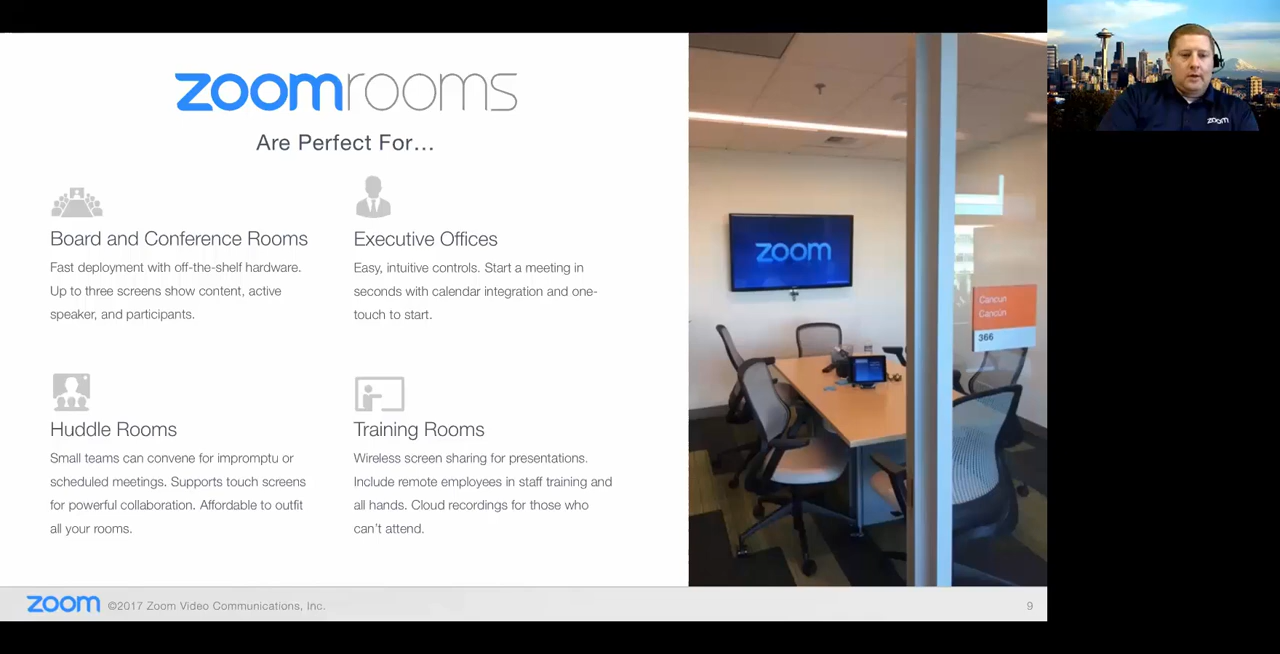 zoomrooms
Are Perfect For...
Board and Conference Rooms
Fast deployment with off-the-shelf hardware.
Up to three screens show content, active
speaker, and participants.
Executive Offices
Easy, intuitive controls. Start a meeting in
seconds with calendar integration and one-
touch to start.
Huddle Rooms
Small teams can convene for impromptu or
scheduled meetings. Supports touch screens
for powerful collaboration. Affordable to outfit
all your rooms.
Training Rooms
Wireless screen sharing for presentations.
Include remote employees in staff training and
all hands. Cloud recordings for those who
can't attend.
zoom
Cancun
Cancún
366
zoom
zoom ©2017 Zoom Video Communications, Inc.
9